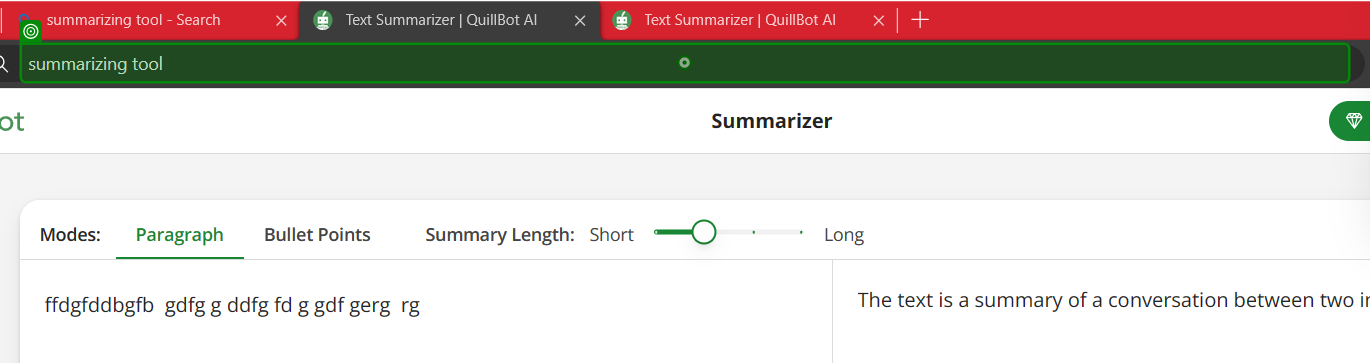 summarizing tool - Search
Text Summarizer | QuillBot AI
Text Summarizer | QuillBot AI
summarizing tool
ot
Summarizer
Modes: Paragraph Bullet Points Summary Length: Short Long
ffdgfddbgfb gdfg g ddfg fd g gdf gerg rg
The text is a summary of a conversation between two